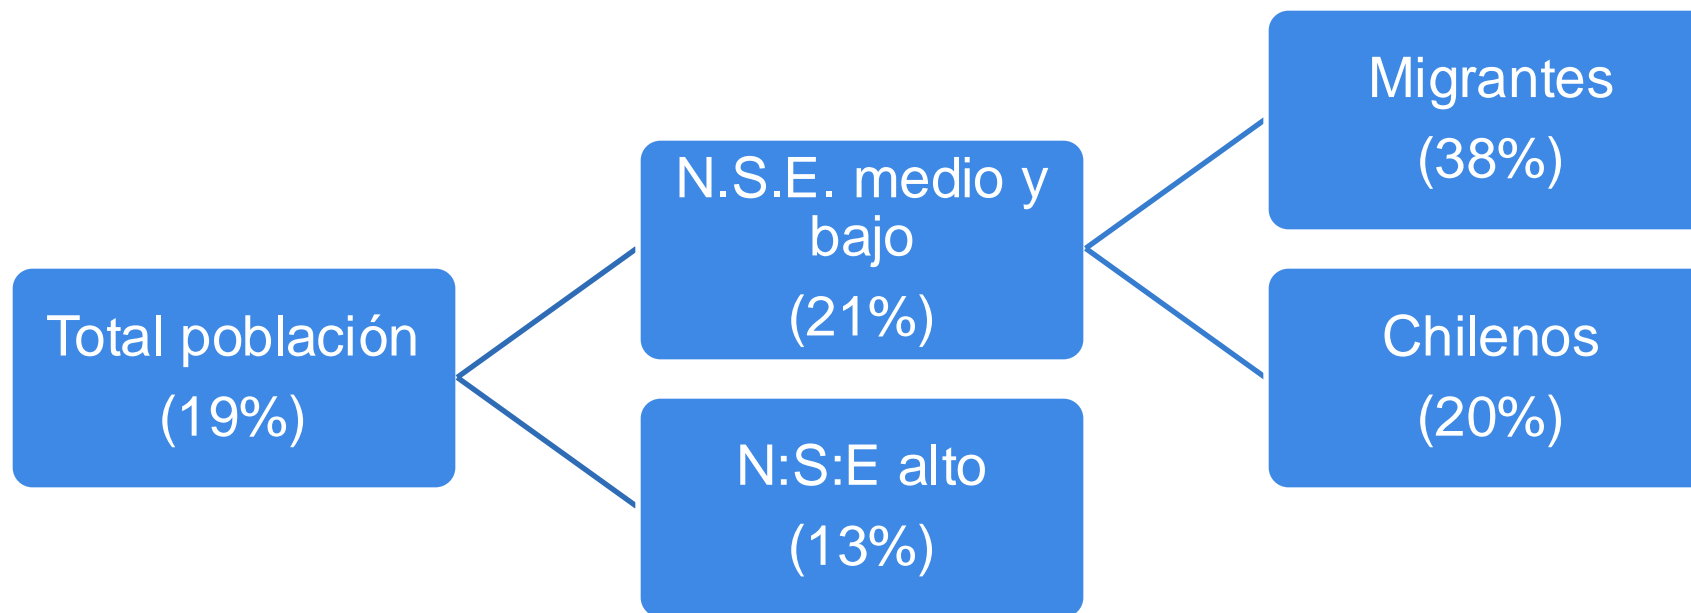 Total población
(19%)
N.S.E. medio y
bajo
(21%)
N:S:E alto
(13%)
Migrantes
(38%)
Chilenos
(20%)